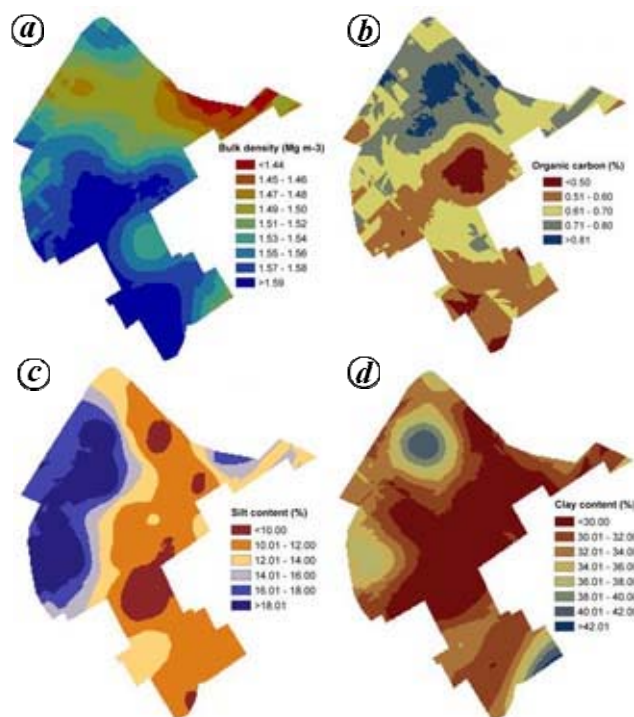 a
Bulk density (Mg m-3)
<1.44
1.45 - 1.46
1.47 - 1.48
1.49 - 1.50
1.51 - 1.52
1.53 - 1.54
1.55 - 1.56
1.57 - 1.58
>1.59
b
Organic carbon (%)
<0.50
0.51 - 0.60
0.61 - 0.70
0.71 - 0.80
>0.81
c
Silt content (%)
<10.00
10.01 - 12.00
12.01 - 14.00
14.01 - 16.00
16.01 - 18.00
>18.01
d
Clay content (%)
<30.00
30.01 - 32.00
32.01 - 34.00
34.01 - 36.00
36.01 - 38.00
38.01 - 40.00
40.01 - 42.00
>42.01